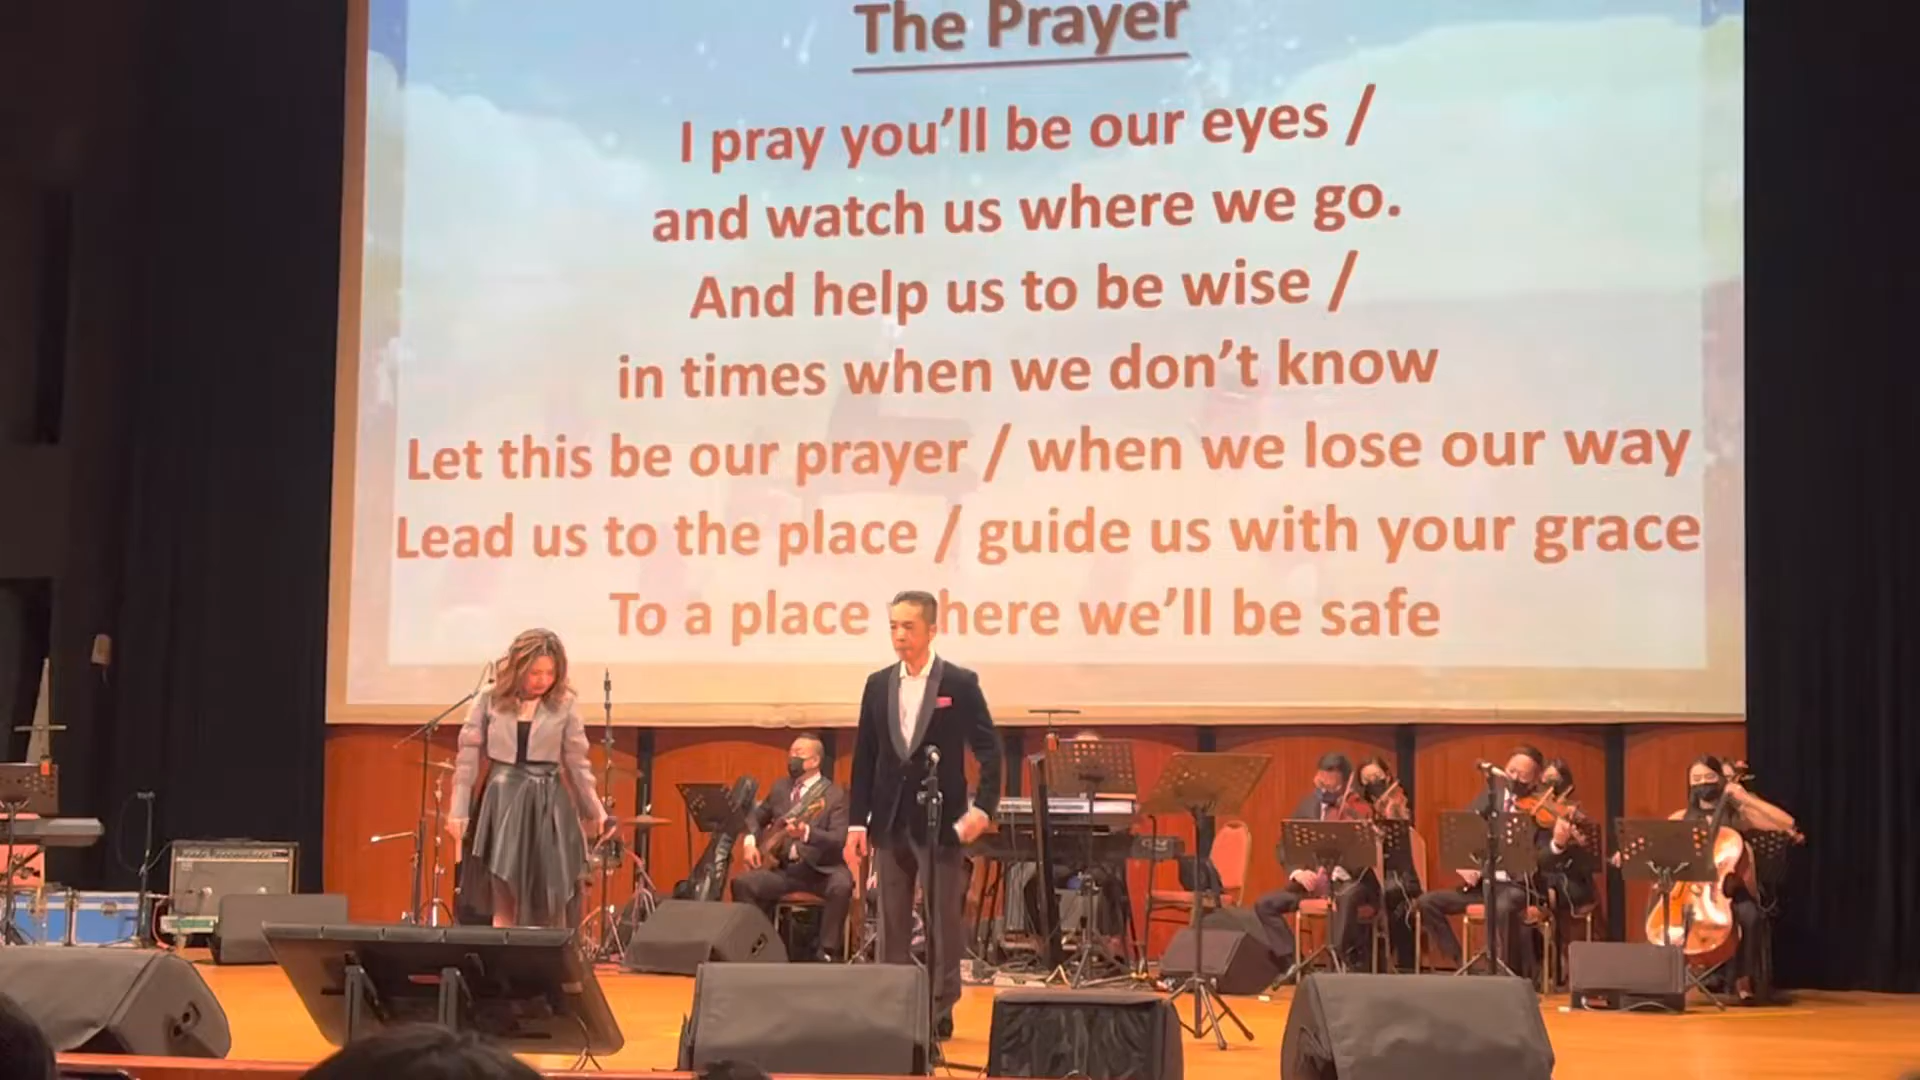 The Prayer
I pray you'll be our eyes /
and watch us where we go.
And help us to be wise /
in times when we don't know
Let this be our prayer / when we lose our way
Lead us to the place / guide us with your grace
To a place here we'll be safe